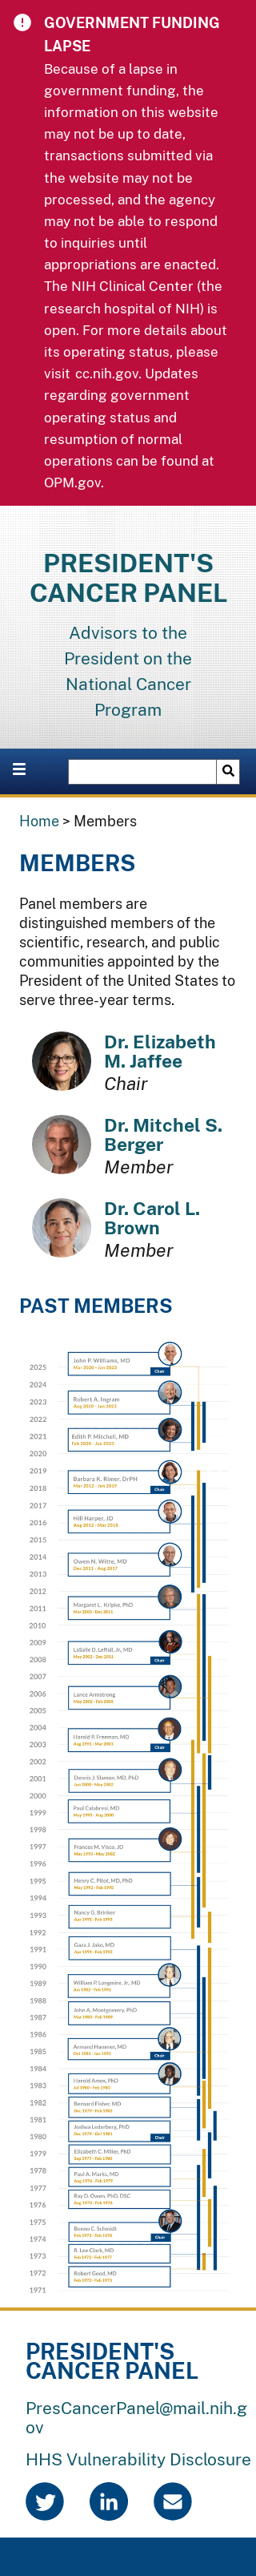 GOVERNMENT FUNDING
LAPSE
Because of a lapse in
government funding, the
information on this website
may not be up to date,
transactions submitted via
the website may not be
processed, and the agency
may not be able to respond
to inquiries until
appropriations are enacted.
The NIH Clinical Center (the
research hospital of NIH) is
open. For more details about
its operating status, please
visit cc.nih.gov. Updates
regarding government
operating status and
resumption of normal
operations can be found at
OPM.gov.
PRESIDENT'S
CANCER PANEL
Advisors to the
President on the
National Cancer
Program
Home > Members
MEMBERS
Panel members are
distinguished members of the
scientific, research, and public
communities appointed by the
President of the United States to
serve three-year terms.
Dr. Elizabeth
M. Jaffee
Chair
Dr. Mitchel S.
Berger
Member
Dr. Carol L.
Brown
Member
PAST MEMBERS
John P. Williams, MD
Chair
2025
2024
Robert A. Ingram
2023
2022
Edith P. Mitchell, MD
2021
2020
2019
Barbara K. Rimer, DrPH
Chair
2018
2017
Hill Harper, JD
2016
2015
2014
Owen N. Witte, MD
2013
2012
Margaret L. Kripke, PhD
2011
2010
2009
LaSalle D. Leffall, Jr., MD
Chair
2008
2007
2006
Lance Armstrong
2005
2004
Harold P. Freeman, MD
Chair
2003
2002
2001
2000
Paul Calabresi, MD
1999
1998
1997
Frances M. Visco, JD
1996
1995
Henry C. Pitot, MD, PhD
1994
1993
Nancy G. Brinker
1992
1991
1990
1989
William P. Longmire, Jr., MD
1988
1987
John A. Montgomery, PhD
1986
1985
Armand Hammer, MD
Chair
1984
1983
Harold Amos, PhD
1982
Bernard Fisher, MD
1981
Joshua Lederberg, PhD
Chair
1980
1979
Elizabeth C. Miller, PhD
1978
Paul A. Marks, MD
1977
1976
Ray D. Owen, PhD, DSC
1975
Benno C. Schmidt
Chair
1974
1973
R. Lee Clark, MD
1972
Robert Good, MD
1971
PRESIDENT'S
CANCER PANEL
PresCancerPanel@mail.nih.g
ov
HHS Vulnerability Disclosure